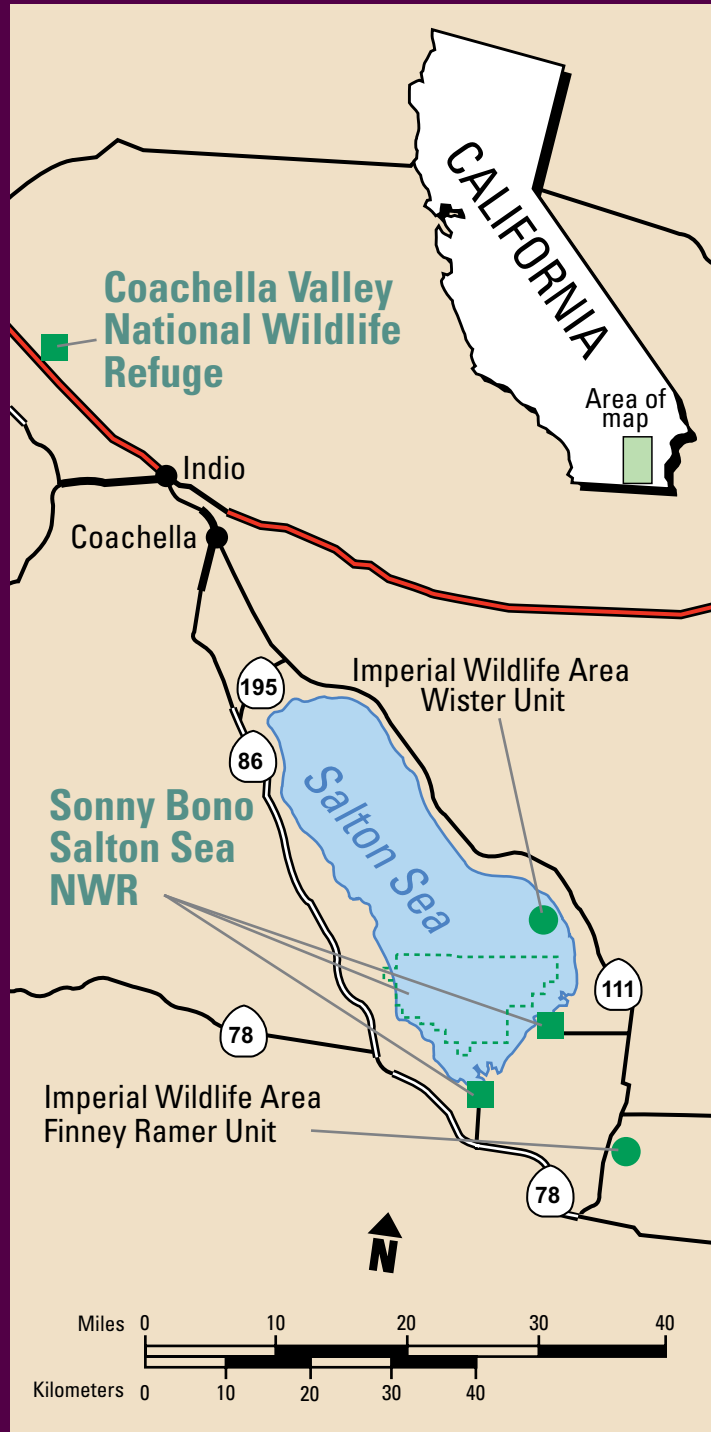 CALIFORNIA
Area of
map
Coachella Valley
National Wildlife
Refuge
Indio
Coachella
Imperial Wildlife Area
Wister Unit
195
86
Salton Sea
Sonny Bono
Salton Sea
NWR
111
78
Imperial Wildlife Area
Finney Ramer Unit
78
N
Miles 0 10 20 30 40
Kilometers 0 10 20 30 40